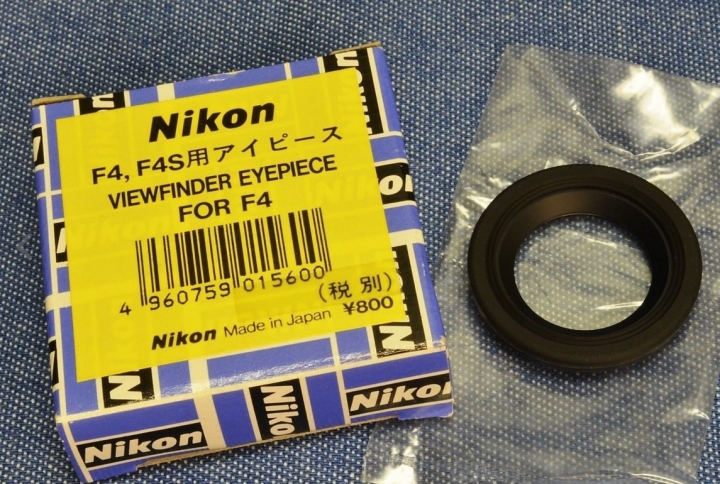 Nikon
F4, F4S用アイピース
VIEWFINDER EYEPIECE
FOR F4
4 960759 015600
(税別)
Nikon Made in Japan ¥800
Nikon
Nikon
Nikon
Nikon